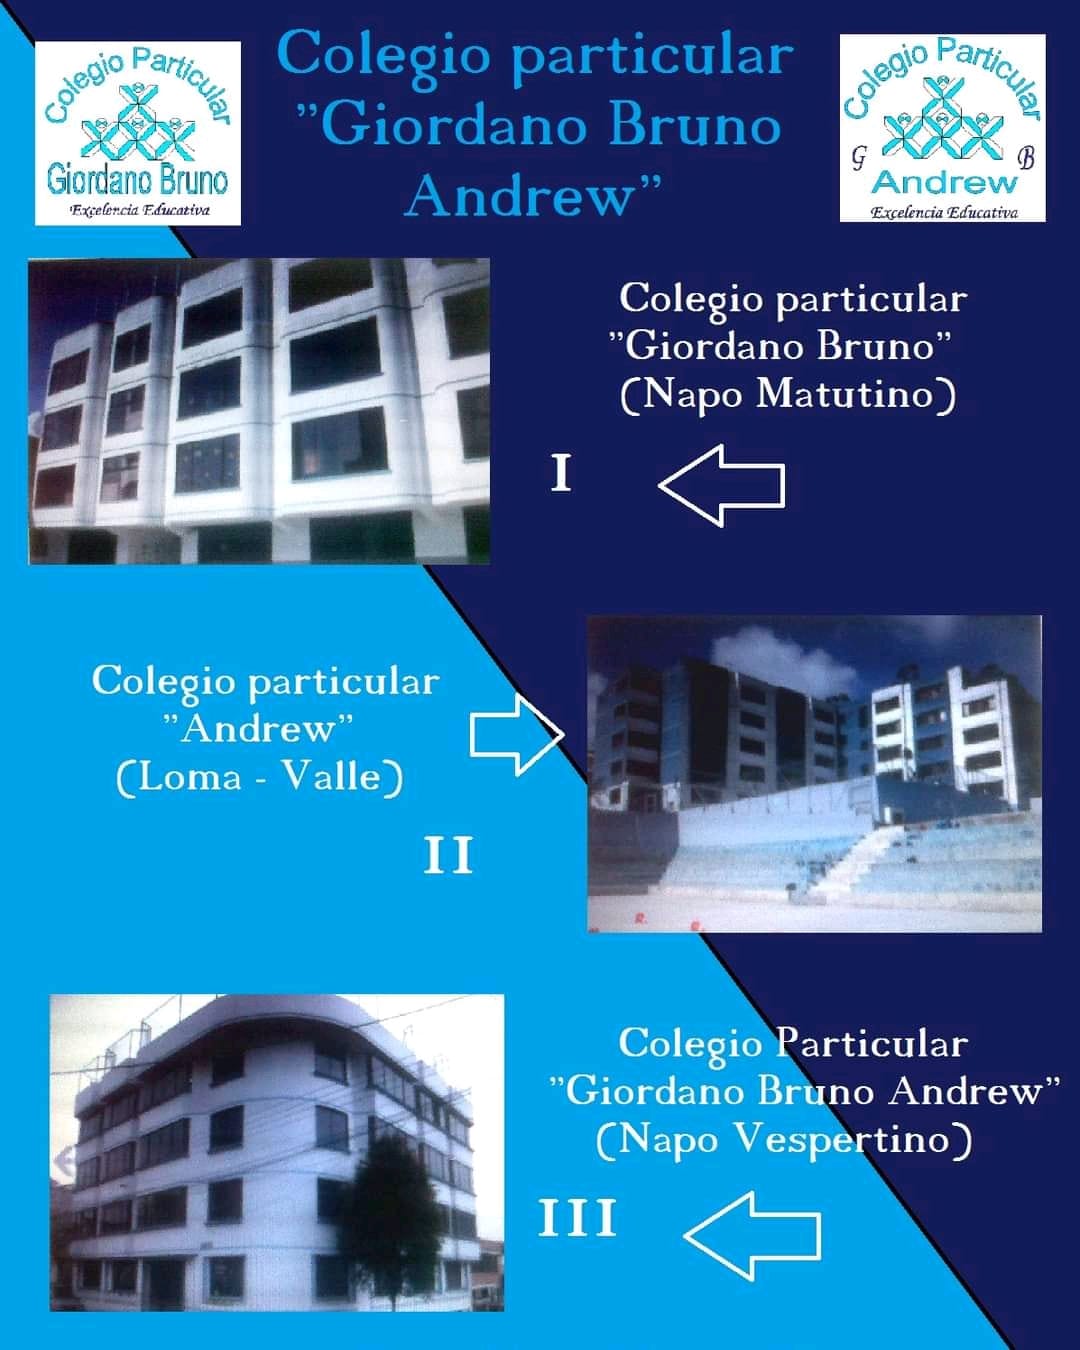 Colegio Particular
Giordano Bruno
Excelencia Educativa
Colegio particular
"Giordano Bruno
Andrew"
Colegio Particular
G B
Andrew
Excelencia Educativa
Colegio particular
"Giordano Bruno"
(Napo Matutino)
I
Colegio particular
"Andrew"
(Loma - Valle)
II
R.
Colegio Particular
"Giordano Bruno Andrew"
(Napo Vespertino)
III